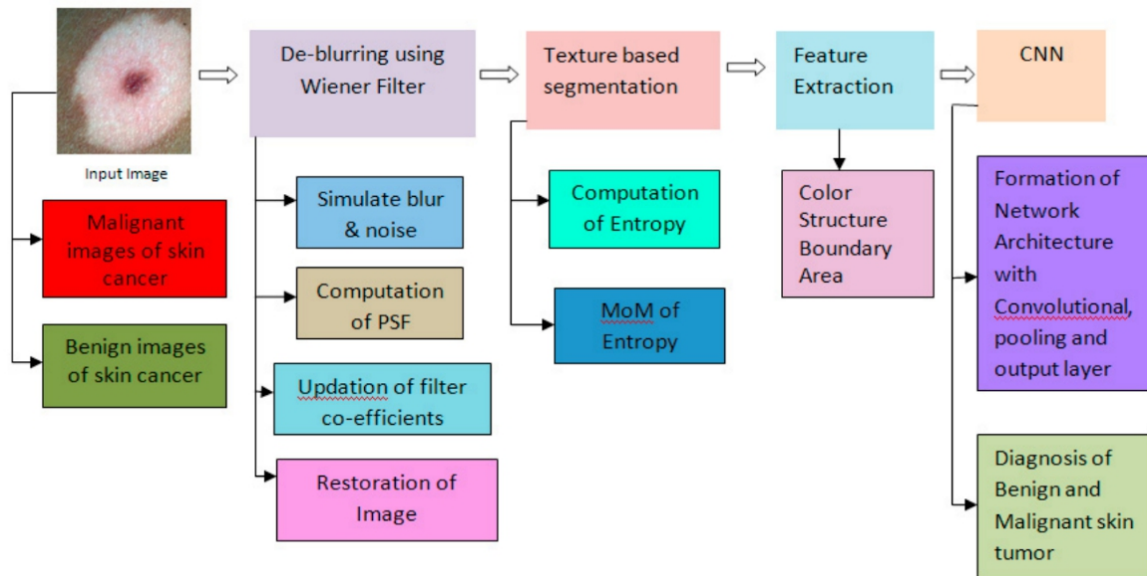 Input Image
Malignant
images of skin
cancer
Benign images
of skin cancer
De-blurring using
Wiener Filter
Simulate blur
& noise
Computation
of PSF
Updation of filter
co-efficients
Restoration of
Image
Texture based
segmentation
Computation
of Entropy
MoM of
Entropy
Feature
Extraction
Color
Structure
Boundary
Area
CNN
Formation of
Network
Architecture
with
Convolutional,
pooling and
output layer
Diagnosis of
Benign and
Malignant skin
tumor